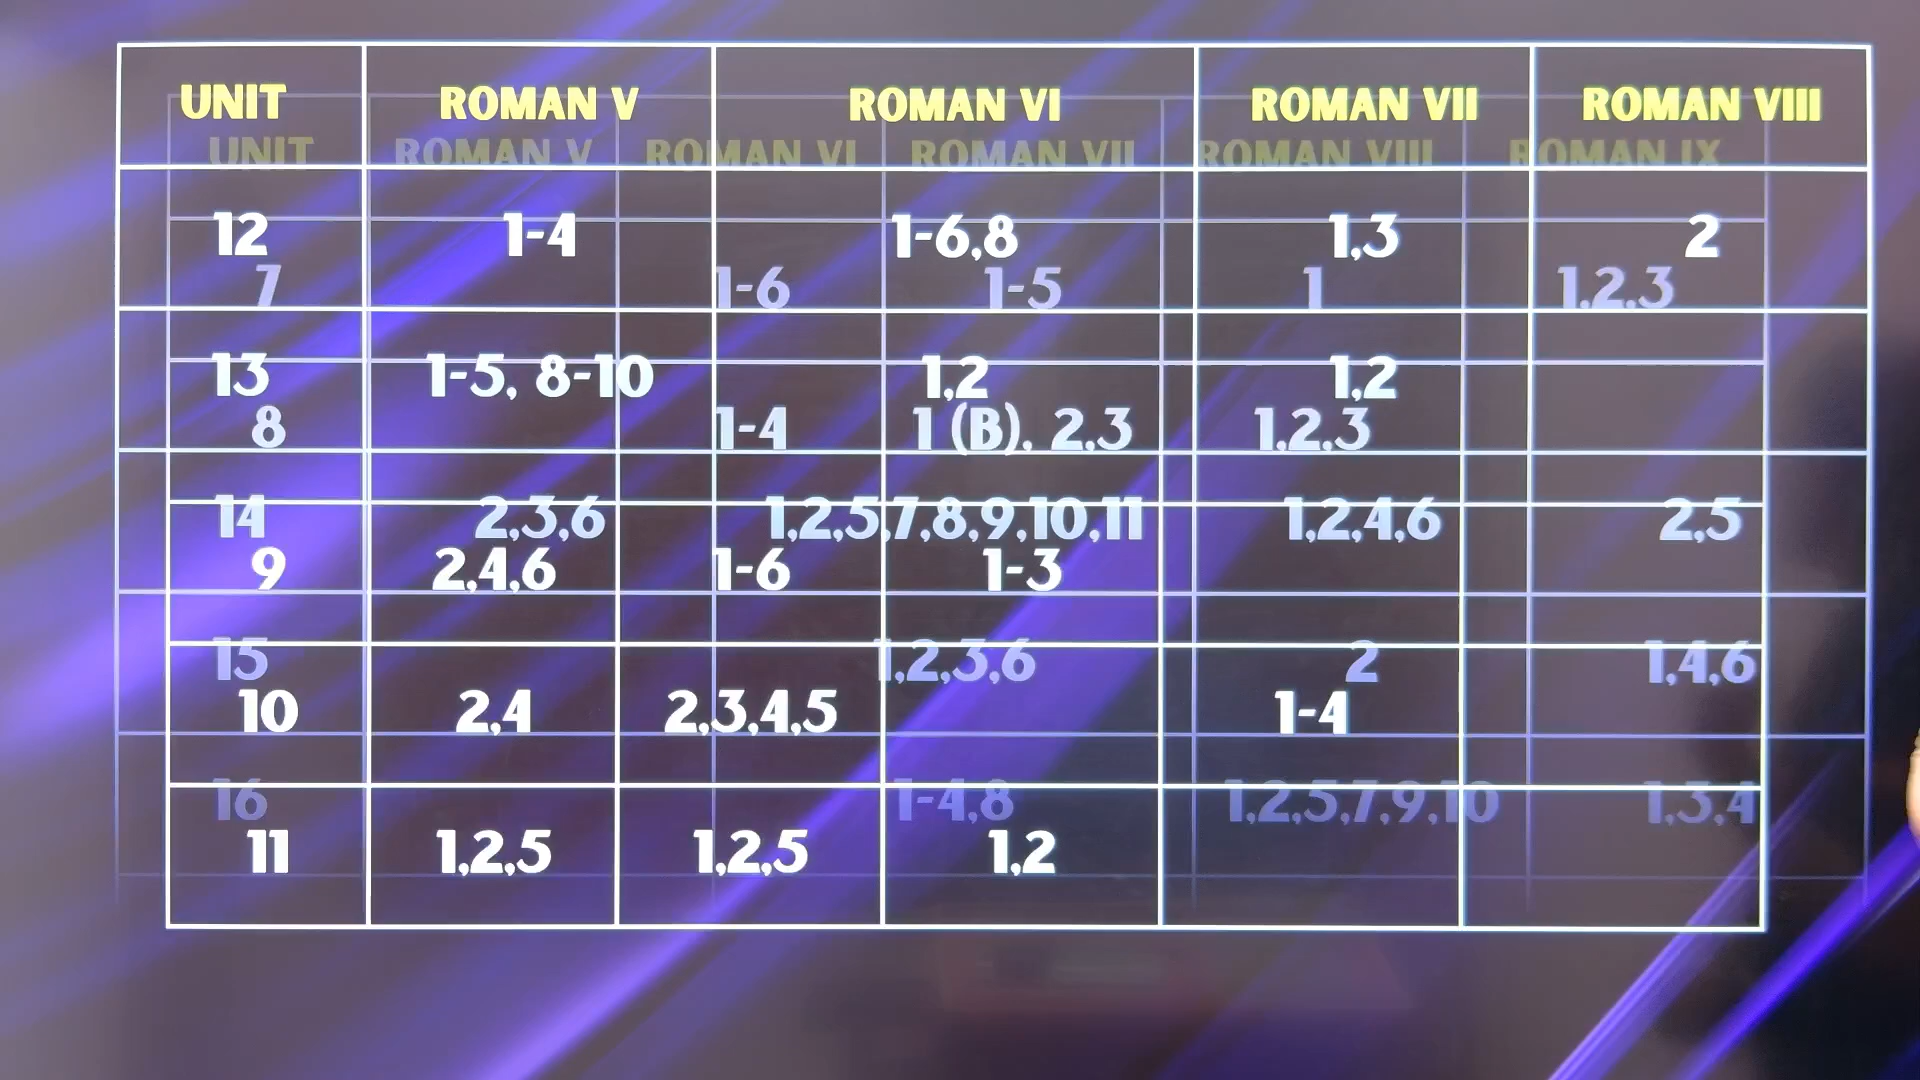 UNIT ROMAN V ROMAN VI ROMAN VII ROMAN VIII
UNIT ROMAN V ROMAN VI ROMAN VII ROMAN VIII ROMAN IX
12 1-4 1-6,8 1,3 2
7 1-6 1-5 1 1,2,3
13 1-5, 8-10 1,2 1,2
8 1-4 1 (B), 2,3 1,2,3
14 2,3,6 1,2,5,7,8,9,10,11 1,2,4,6 2,5
9 2,4,6 1-6 1-3
15 1,2,3,6 2 1,4,6
10 2,4 2,3,4,5 1-4
16 1-4,8 1,2,5,7,9,10 1,3,4
11 1,2,5 1,2,5 1,2